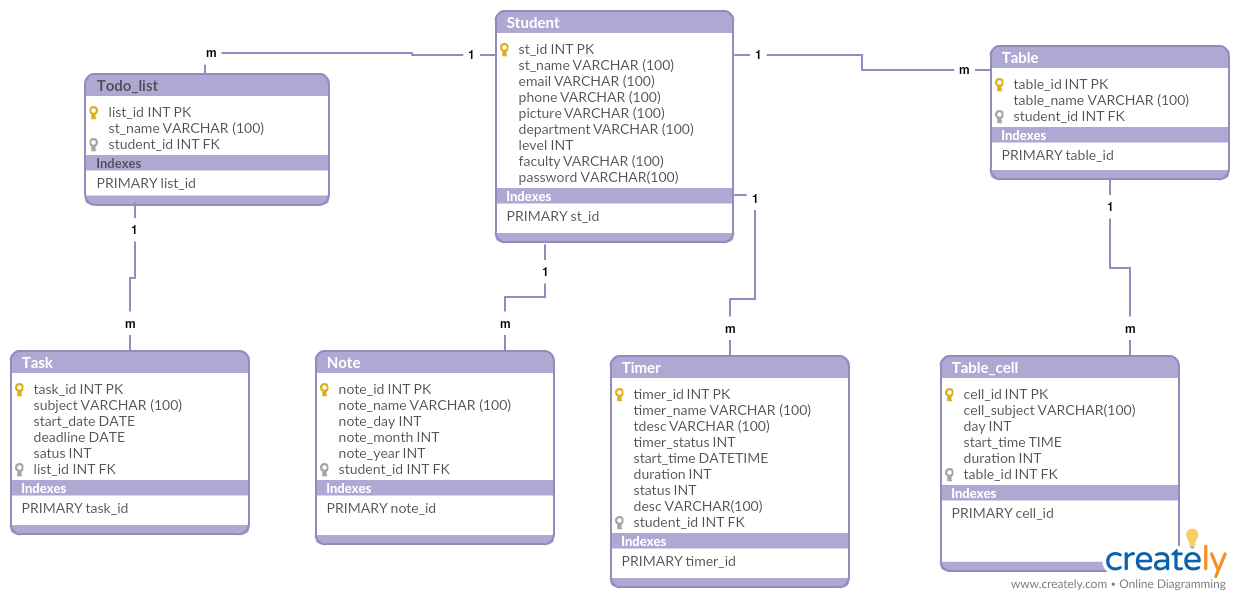 Student
st_id INT PK
st_name VARCHAR (100)
email VARCHAR (100)
phone VARCHAR (100)
picture VARCHAR (100)
department VARCHAR (100)
level INT
faculty VARCHAR (100)
password VARCHAR(100)
Indexes
PRIMARY st_id
m
1
1
m
1
1
Todo_list
list_id INT PK
st_name VARCHAR (100)
student_id INT FK
Indexes
PRIMARY list_id
1
m
Table
table_id INT PK
table_name VARCHAR (100)
student_id INT FK
Indexes
PRIMARY table_id
1
m
Task
task_id INT PK
subject VARCHAR (100)
start_date DATE
deadline DATE
satus INT
list_id INT FK
Indexes
PRIMARY task_id
m
Note
note_id INT PK
note_name VARCHAR (100)
note_day INT
note_month INT
note_year INT
student_id INT FK
Indexes
PRIMARY note_id
m
Timer
timer_id INT PK
timer_name VARCHAR (100)
tdesc VARCHAR (100)
timer_status INT
start_time DATETIME
duration INT
status INT
desc VARCHAR(100)
student_id INT FK
Indexes
PRIMARY timer_id
Table_cell
cell_id INT PK
cell_subject VARCHAR(100)
day INT
start_time TIME
duration INT
table_id INT FK
Indexes
PRIMARY cell_id
creately
www.creately.com • Online Diagramming